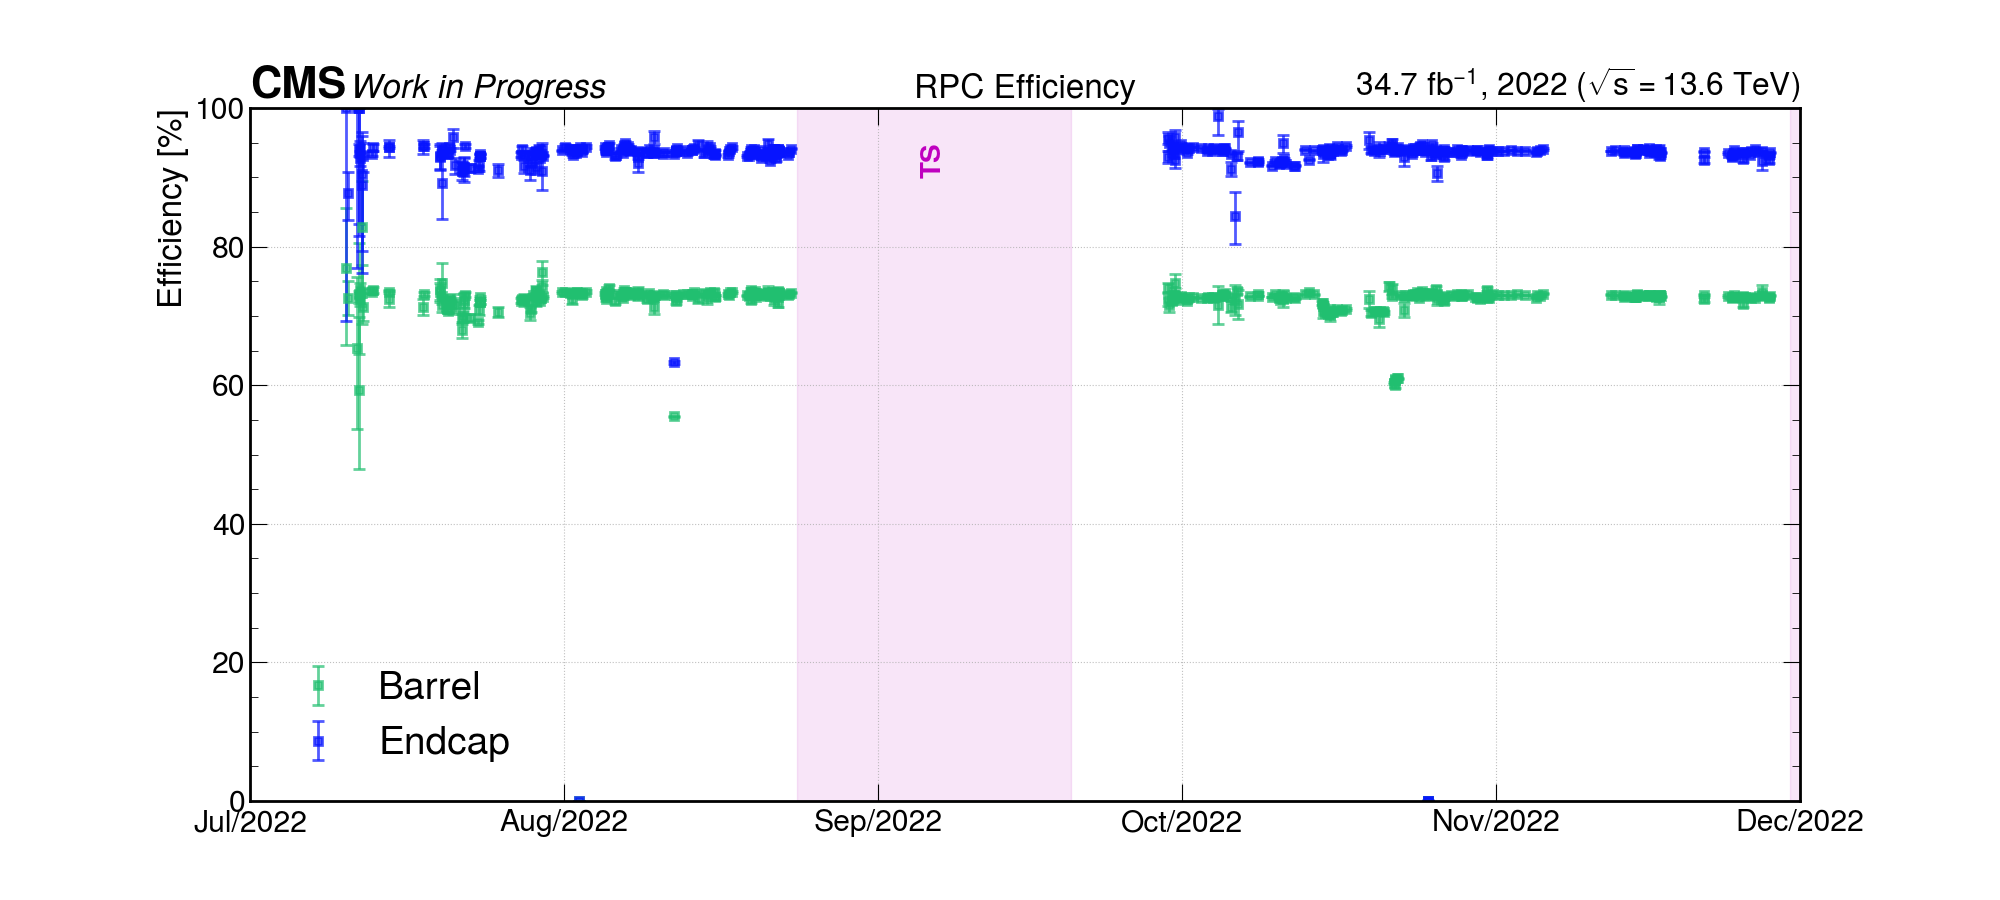 CMS Work in Progress RPC Efficiency 34.7 fb⁻¹, 2022 (√s = 13.6 TeV)
Efficiency [%]
100
80
60
40
20
0
TS
Barrel
Endcap
Jul/2022 Aug/2022 Sep/2022 Oct/2022 Nov/2022 Dec/2022